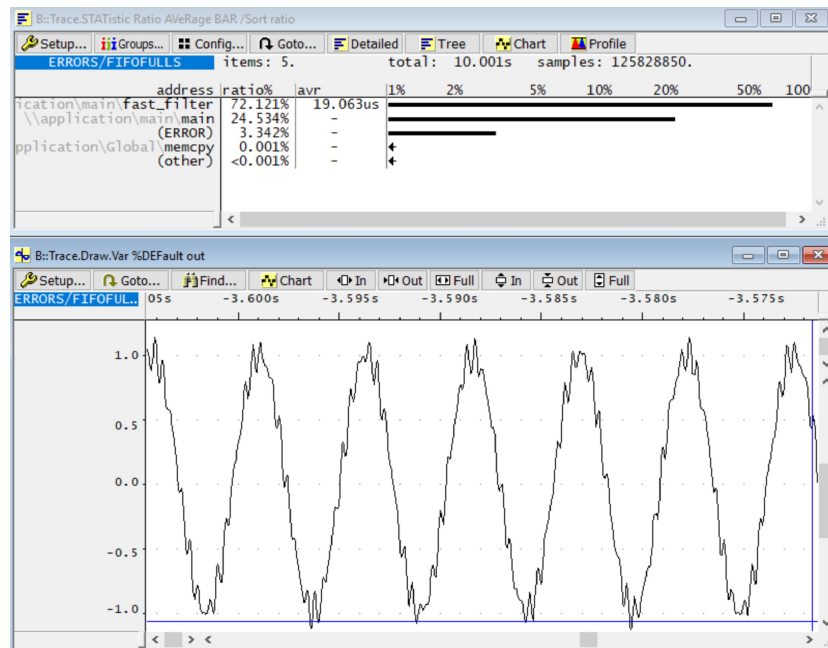 B::Trace.STATistic Ratio AVeRage BAR /Sort ratio
Setup... Groups... Config... Goto... Detailed Tree Chart Profile
ERRORS/FIFOFULLS items: 5. total: 10.001s samples: 125828850.
address ratio% avr 1% 2% 5% 10% 20% 50% 100
ication\main\fast_filter 72.121% 19.063us
\\application\main\main 24.534% -
(ERROR) 3.342% -
pplication\Global\memcpy 0.001% -
(other) <0.001% -
B::Trace.Draw.Var %DEFault out
Setup... Goto... Find... Chart In Out Full In Out Full
ERRORS/FIFOFUL.. 05s -3.600s -3.595s -3.590s -3.585s -3.580s -3.575s
1.0
0.5
0.0
-0.5
-1.0